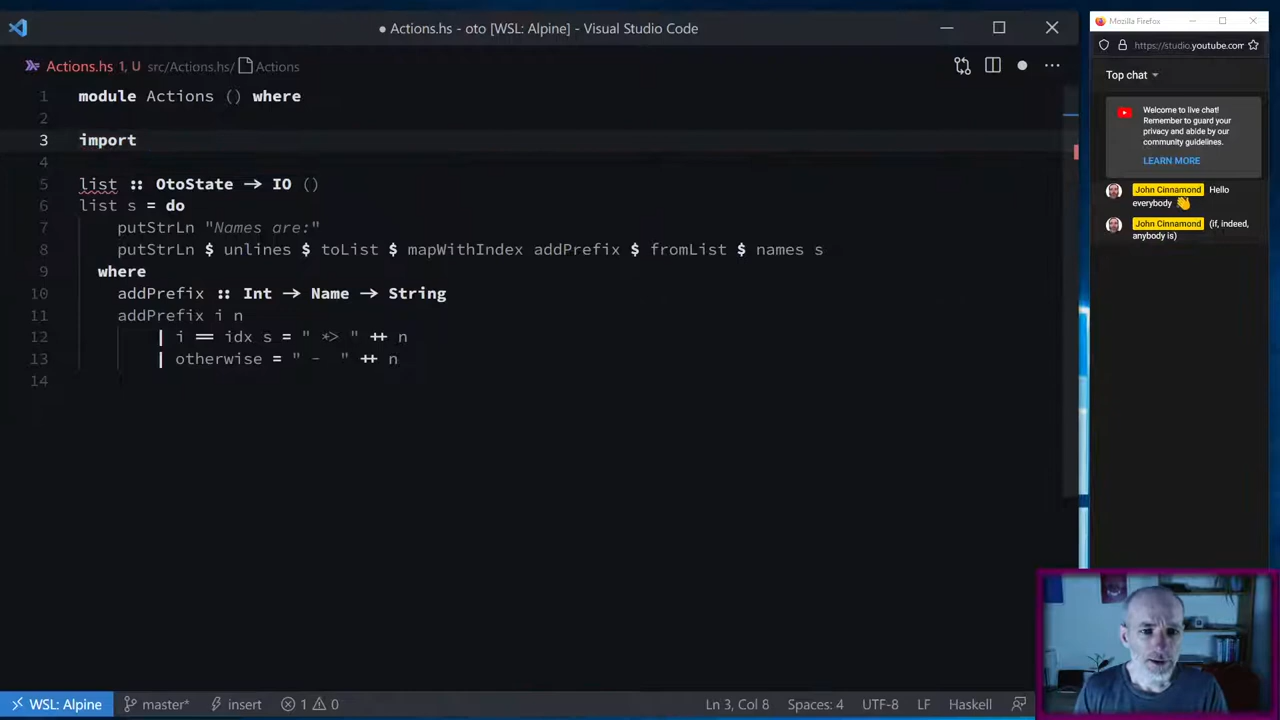 Actions.hs - oto [WSL: Alpine] - Visual Studio Code
Actions.hs 1, U src/Actions.hs/ Actions
1 module Actions () where
2
3 import
4
5 list :: OtoState → IO ()
6 list s = do
7 putStrLn "Names are:"
8 putStrLn $ unlines $ toList $ mapWithIndex addPrefix $ fromList $ names s
9 where
10 addPrefix :: Int → Name → String
11 addPrefix i n
12 | i == idx s = " *> " ++ n
13 | otherwise = " -  " ++ n
14
WSL: Alpine master* insert 1 0 Ln 3, Col 8 Spaces: 4 UTF-8 LF Haskell
Mozilla Firefox
https://studio.youtube.com
Top chat
Welcome to live chat!
Remember to guard your
privacy and abide by our
community guidelines.
LEARN MORE
John Cinnamond Hello
everybody 👋
John Cinnamond (if, indeed,
anybody is)